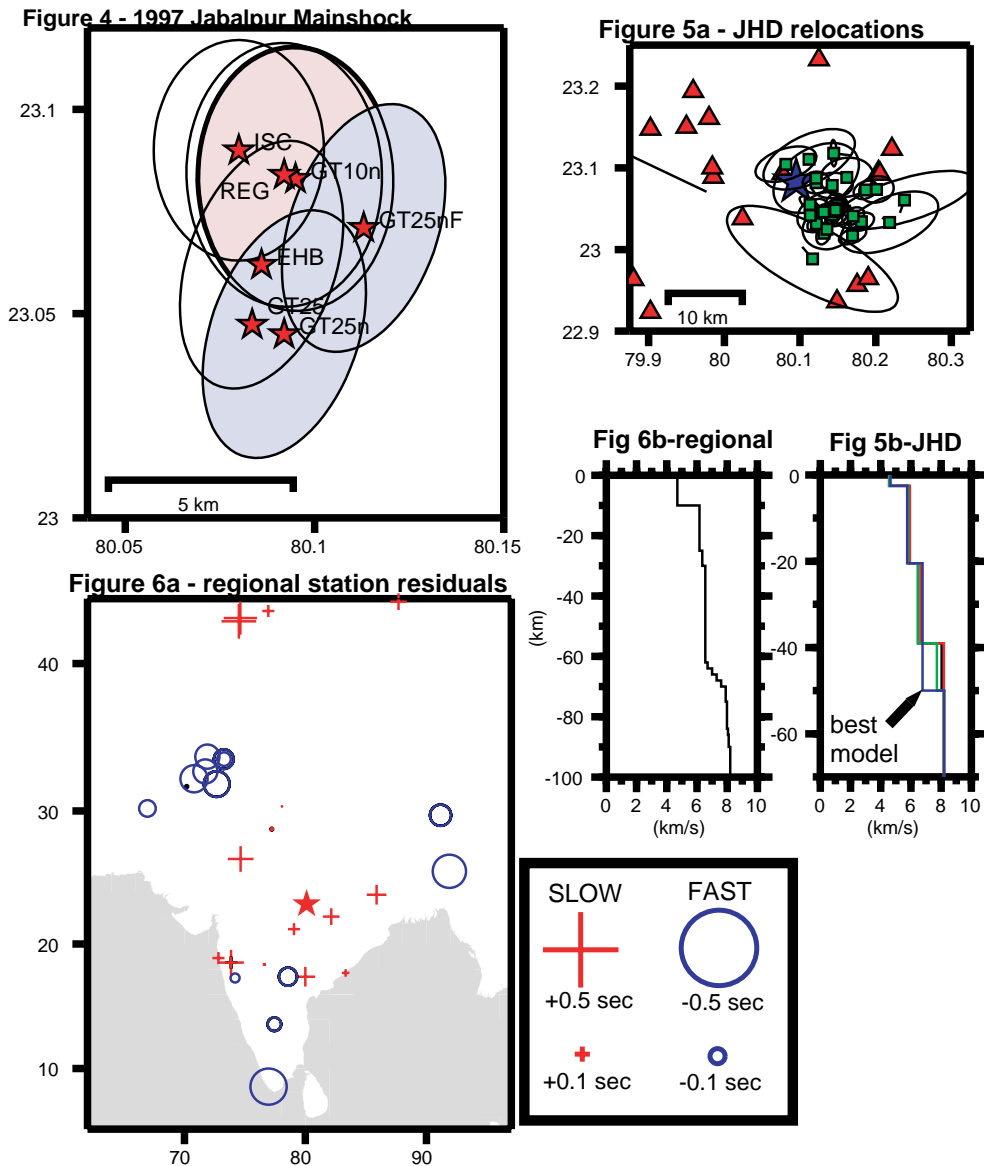 Figure 4 - 1997 Jabalpur Mainshock
23.1
23.05
23
ISC
REG
GT10n
GT25nF
EHB
GT25
GT25n
5 km
80.05
80.1
80.15
Figure 5a - JHD relocations
23.2
23.1
23
22.9
10 km
79.9
80
80.1
80.2
80.3
Fig 6b-regional
0
-20
-40
-60
-80
-100
(km)
0 2 4 6 8 10
(km/s)
Fig 5b-JHD
0
-20
-40
-60
best
model
0 2 4 6 8 10
(km/s)
Figure 6a - regional station residuals
40
30
20
10
70
80
90
SLOW
FAST
+0.5 sec
-0.5 sec
+0.1 sec
-0.1 sec